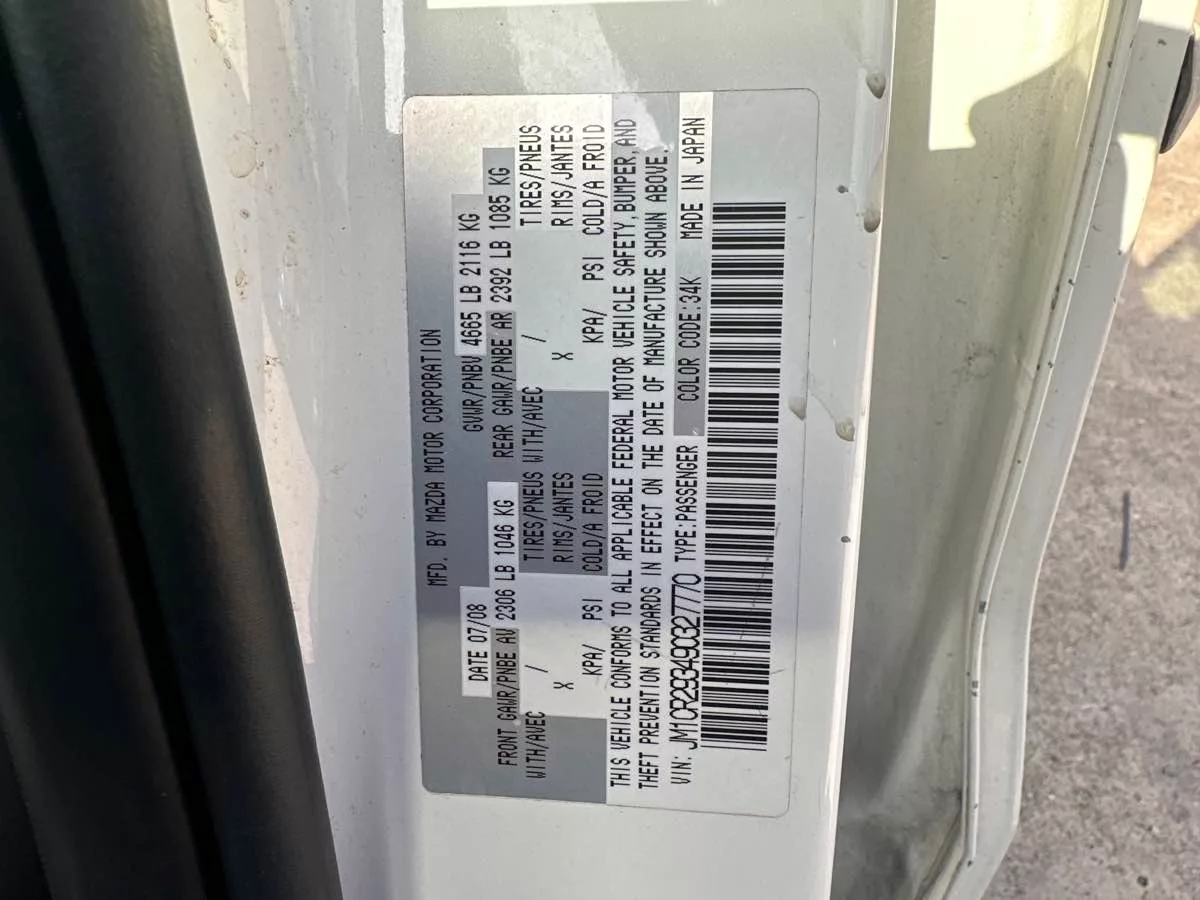 MFD. BY MAZDA MOTOR CORPORATION
DATE 07/08 GVWR/PNBV 4665 LB 2116 KG
FRONT GAWR/PNBE AV 2306 LB 1046 KG REAR GAWR/PNBE AR 2392 LB 1085 KG
WITH/AVEC / TIRES/PNEUS WITH/AVEC / TIRES/PNEUS
X RIMS/JANTES X RIMS/JANTES
KPA/ PSI COLD/A FROID KPA/ PSI COLD/A FROID
THIS VEHICLE CONFORMS TO ALL APPLICABLE FEDERAL MOTOR VEHICLE SAFETY, BUMPER, AND
THEFT PREVENTION STANDARDS IN EFFECT ON THE DATE OF MANUFACTURE SHOWN ABOVE.
VIN: JM1CR293490327770 TYPE:PASSENGER COLOR CODE:34K MADE IN JAPAN